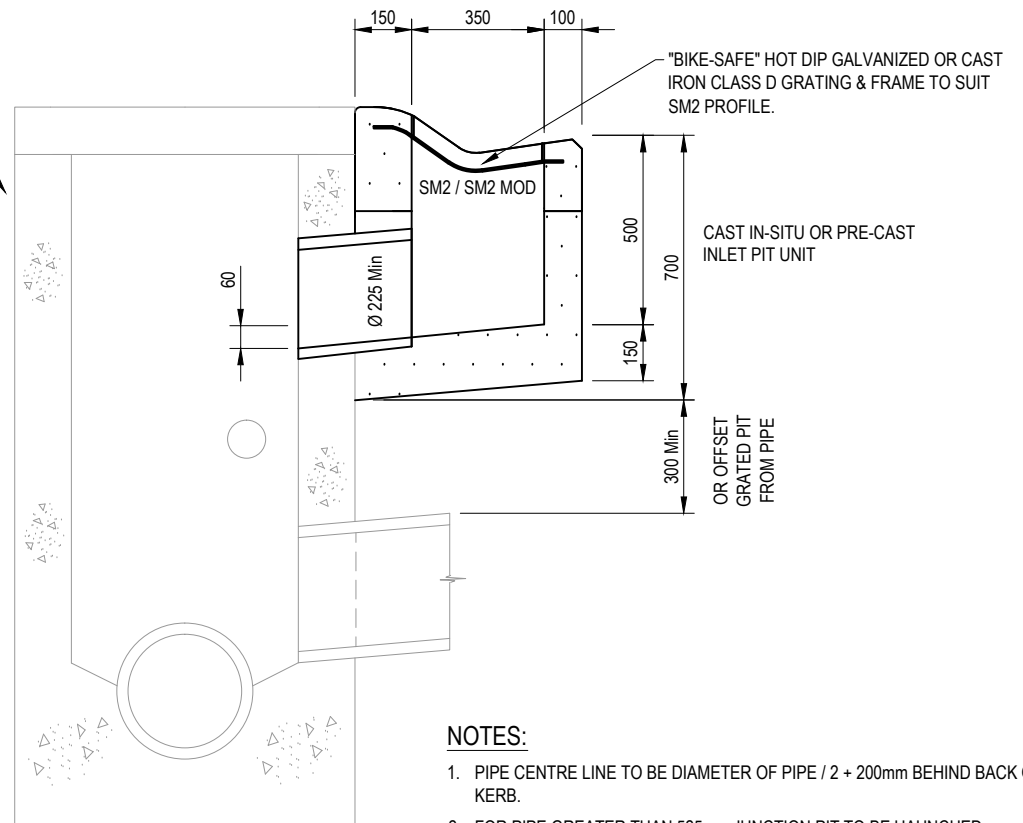 150
350
100
"BIKE-SAFE" HOT DIP GALVANIZED OR CAST
IRON CLASS D GRATING & FRAME TO SUIT
SM2 PROFILE.
SM2 / SM2 MOD
500
700
CAST IN-SITU OR PRE-CAST
INLET PIT UNIT
60
Ø 225 Min
150
300 Min
OR OFFSET
GRATED PIT
FROM PIPE
NOTES:
1. PIPE CENTRE LINE TO BE DIAMETER OF PIPE / 2 + 200mm BEHIND BACK
KERB.